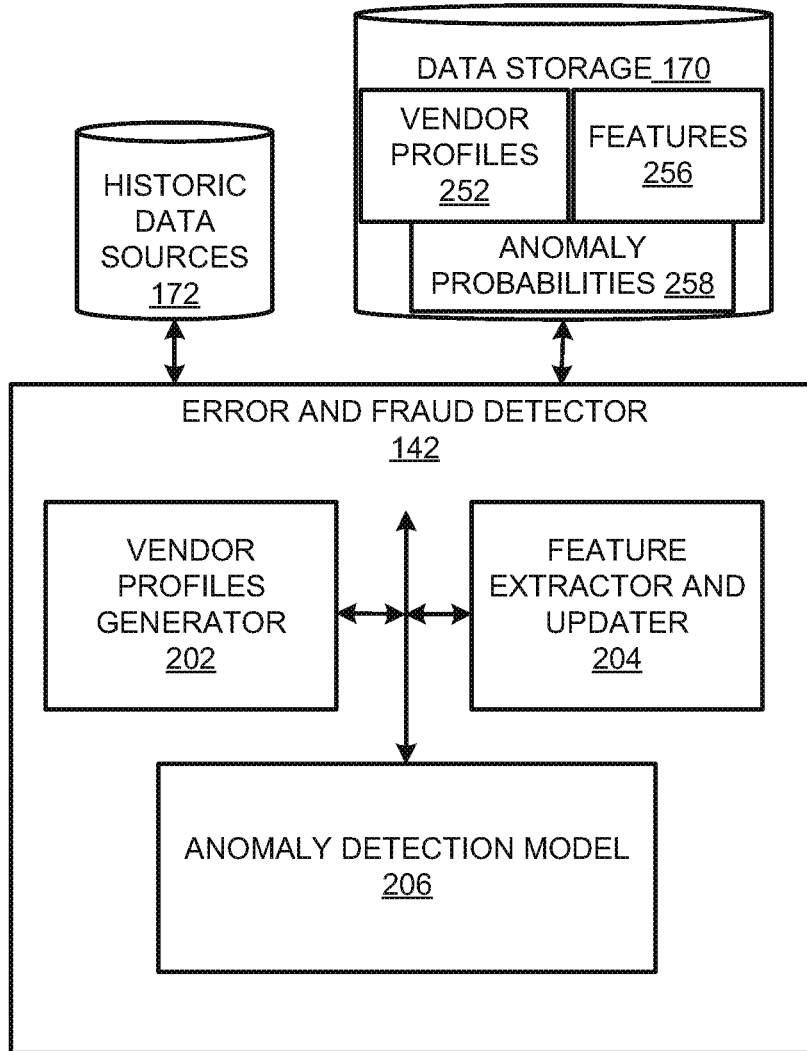 DATA STORAGE 170
VENDOR
PROFILES
252
FEATURES
256
ANOMALY
PROBABILITIES 258
HISTORIC
DATA
SOURCES
172
ERROR AND FRAUD DETECTOR
142
VENDOR
PROFILES
GENERATOR
202
FEATURE
EXTRACTOR AND
UPDATER
204
ANOMALY DETECTION MODEL
206